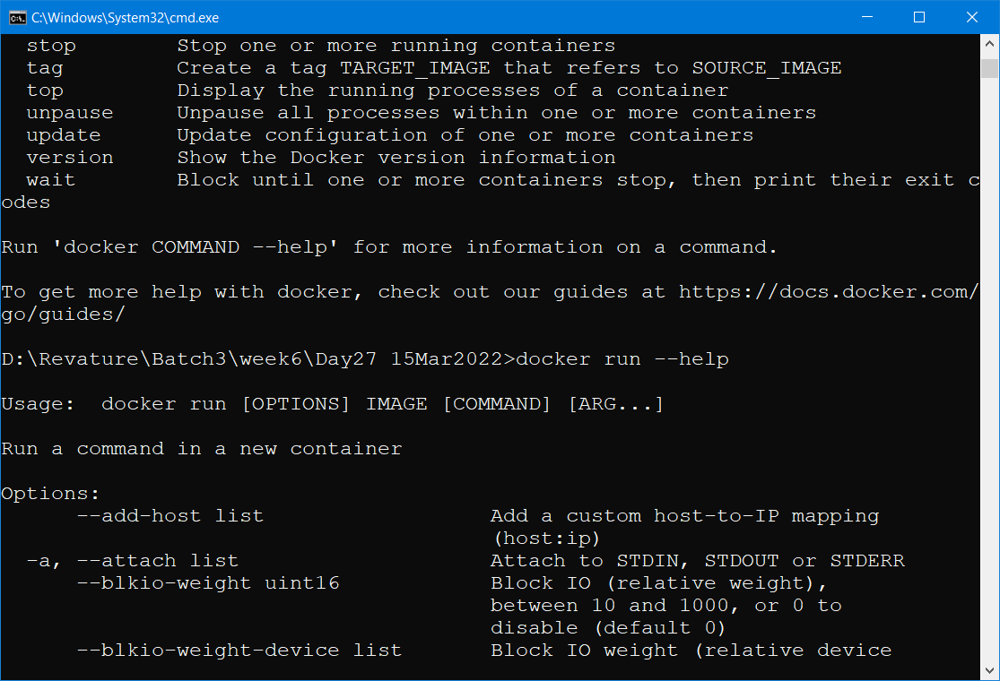 C:\Windows\System32\cmd.exe
  stop        Stop one or more running containers
  tag         Create a tag TARGET_IMAGE that refers to SOURCE_IMAGE
  top         Display the running processes of a container
  unpause     Unpause all processes within one or more containers
  update      Update configuration of one or more containers
  version     Show the Docker version information
  wait        Block until one or more containers stop, then print their exit c
odes
Run 'docker COMMAND --help' for more information on a command.
To get more help with docker, check out our guides at https://docs.docker.com/
go/guides/
D:\Revature\Batch3\week6\Day27 15Mar2022>docker run --help
Usage:  docker run [OPTIONS] IMAGE [COMMAND] [ARG...]
Run a command in a new container
Options:
      --add-host list                  Add a custom host-to-IP mapping
                                       (host:ip)
  -a, --attach list                    Attach to STDIN, STDOUT or STDERR
      --blkio-weight uint16            Block IO (relative weight),
                                       between 10 and 1000, or 0 to
                                       disable (default 0)
      --blkio-weight-device list       Block IO weight (relative device